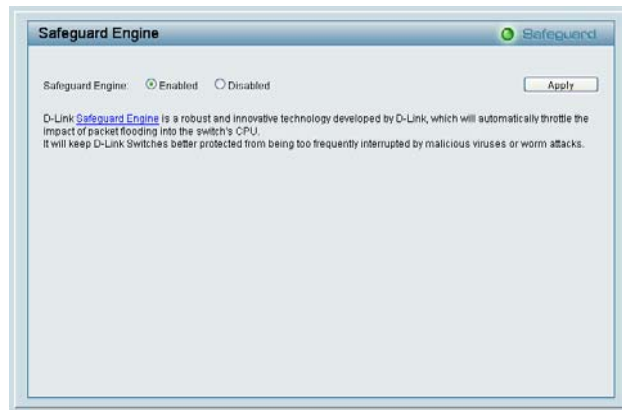 Safeguard Engine
Safeguard
Safeguard Engine: Enabled Disabled
Apply
D-Link Safeguard Engine is a robust and innovative technology developed by D-Link, which will automatically throttle the
impact of packet flooding into the switch's CPU.
It will keep D-Link Switches better protected from being too frequently interrupted by malicious viruses or worm attacks.